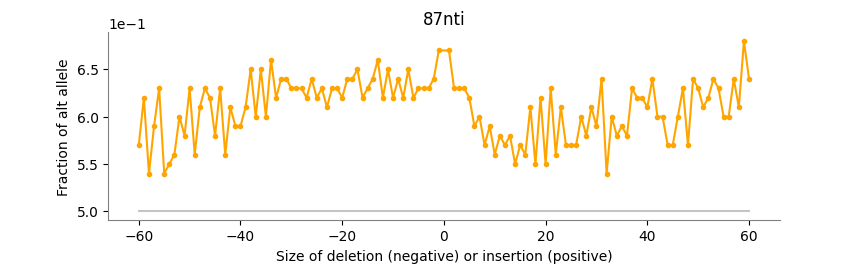 87nti
1e−1
6.5
6.0
5.5
5.0
Fraction of alt allele
−60 −40 −20 0 20 40 60
Size of deletion (negative) or insertion (positive)